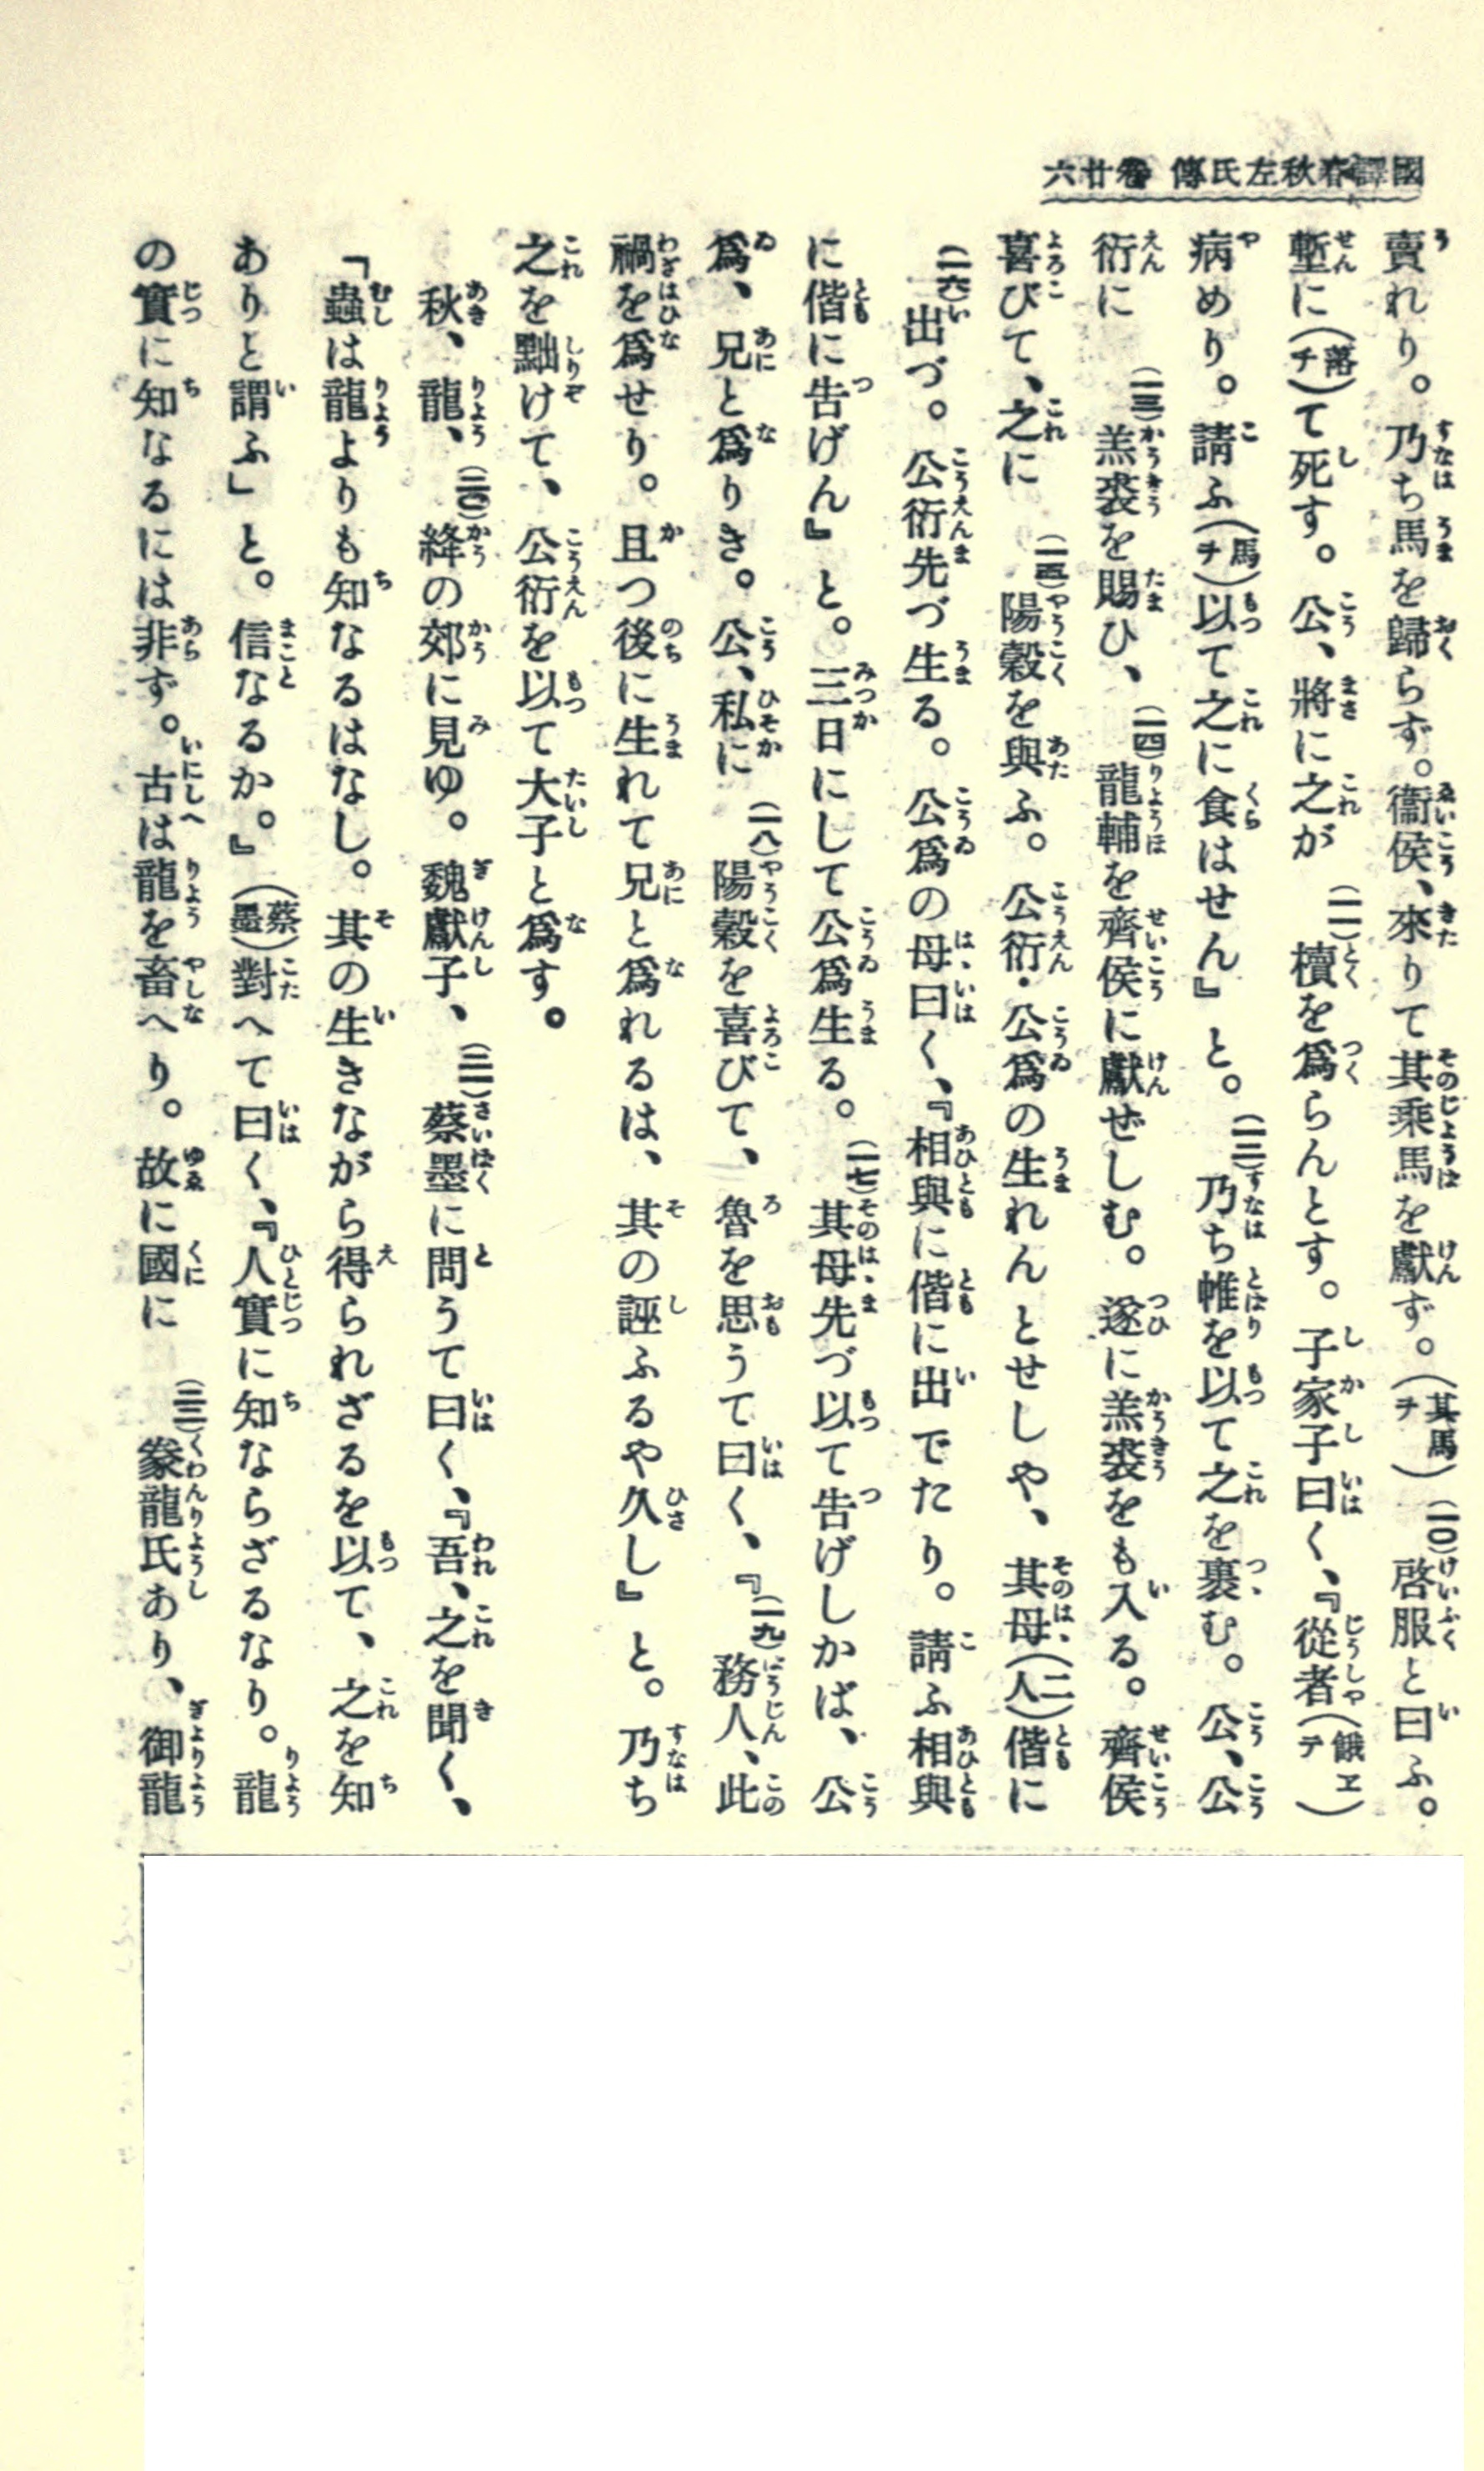 國譯春秋左氏傳 卷廿六
賣れり。乃ち馬を歸らず。衞侯、來りて其乘馬を獻ず。(其馬ヲ)(一〇)啓服と曰ふ。
塹に(落チ)て死す。公、將に之が(一一)櫝を爲らんとす。子家子曰く、『從者(餓ヱテ)
病めり。請ふ(馬ヲ)以て之に食はせん』と。(一二)乃ち帷を以て之を裹む。公、公
衍に(一三)羔裘を賜ひ、(一四)龍輔を齊侯に獻ぜしむ。遂に羔裘をも入る。齊侯
喜びて、之に(一五)陽穀を與ふ。公衍・公爲の生れんとせしや、其母(二人)偕に
(一六)出づ。公衍先づ生る。公爲の母曰く、『相與に偕に出でたり。請ふ相與
に偕に告げん』と。三日にして公爲生る。(一七)其母先づ以て告げしかば、公
爲、兄と爲りき。公、私に(一八)陽穀を喜びて、魯を思うて曰く、『(一九)務人、此
禍を爲せり。且つ後に生れて兄と爲れるは、其の誣ふるや久し』と。乃ち
之を黜けて、公衍を以て大子と爲す。
秋、龍、(二〇)絳の郊に見ゆ。魏獻子、(二一)蔡墨に問うて曰く、『吾、之を聞く、
「蟲は龍よりも知なるはなし。其の生きながら得られざるを以て、之を知
ありと謂ふ」と。信なるか。』(蔡墨)對へて曰く、『人實に知ならざるなり。龍
の實に知なるには非ず。古は龍を畜へり。故に國に(二二)豢龍氏あり、御龍